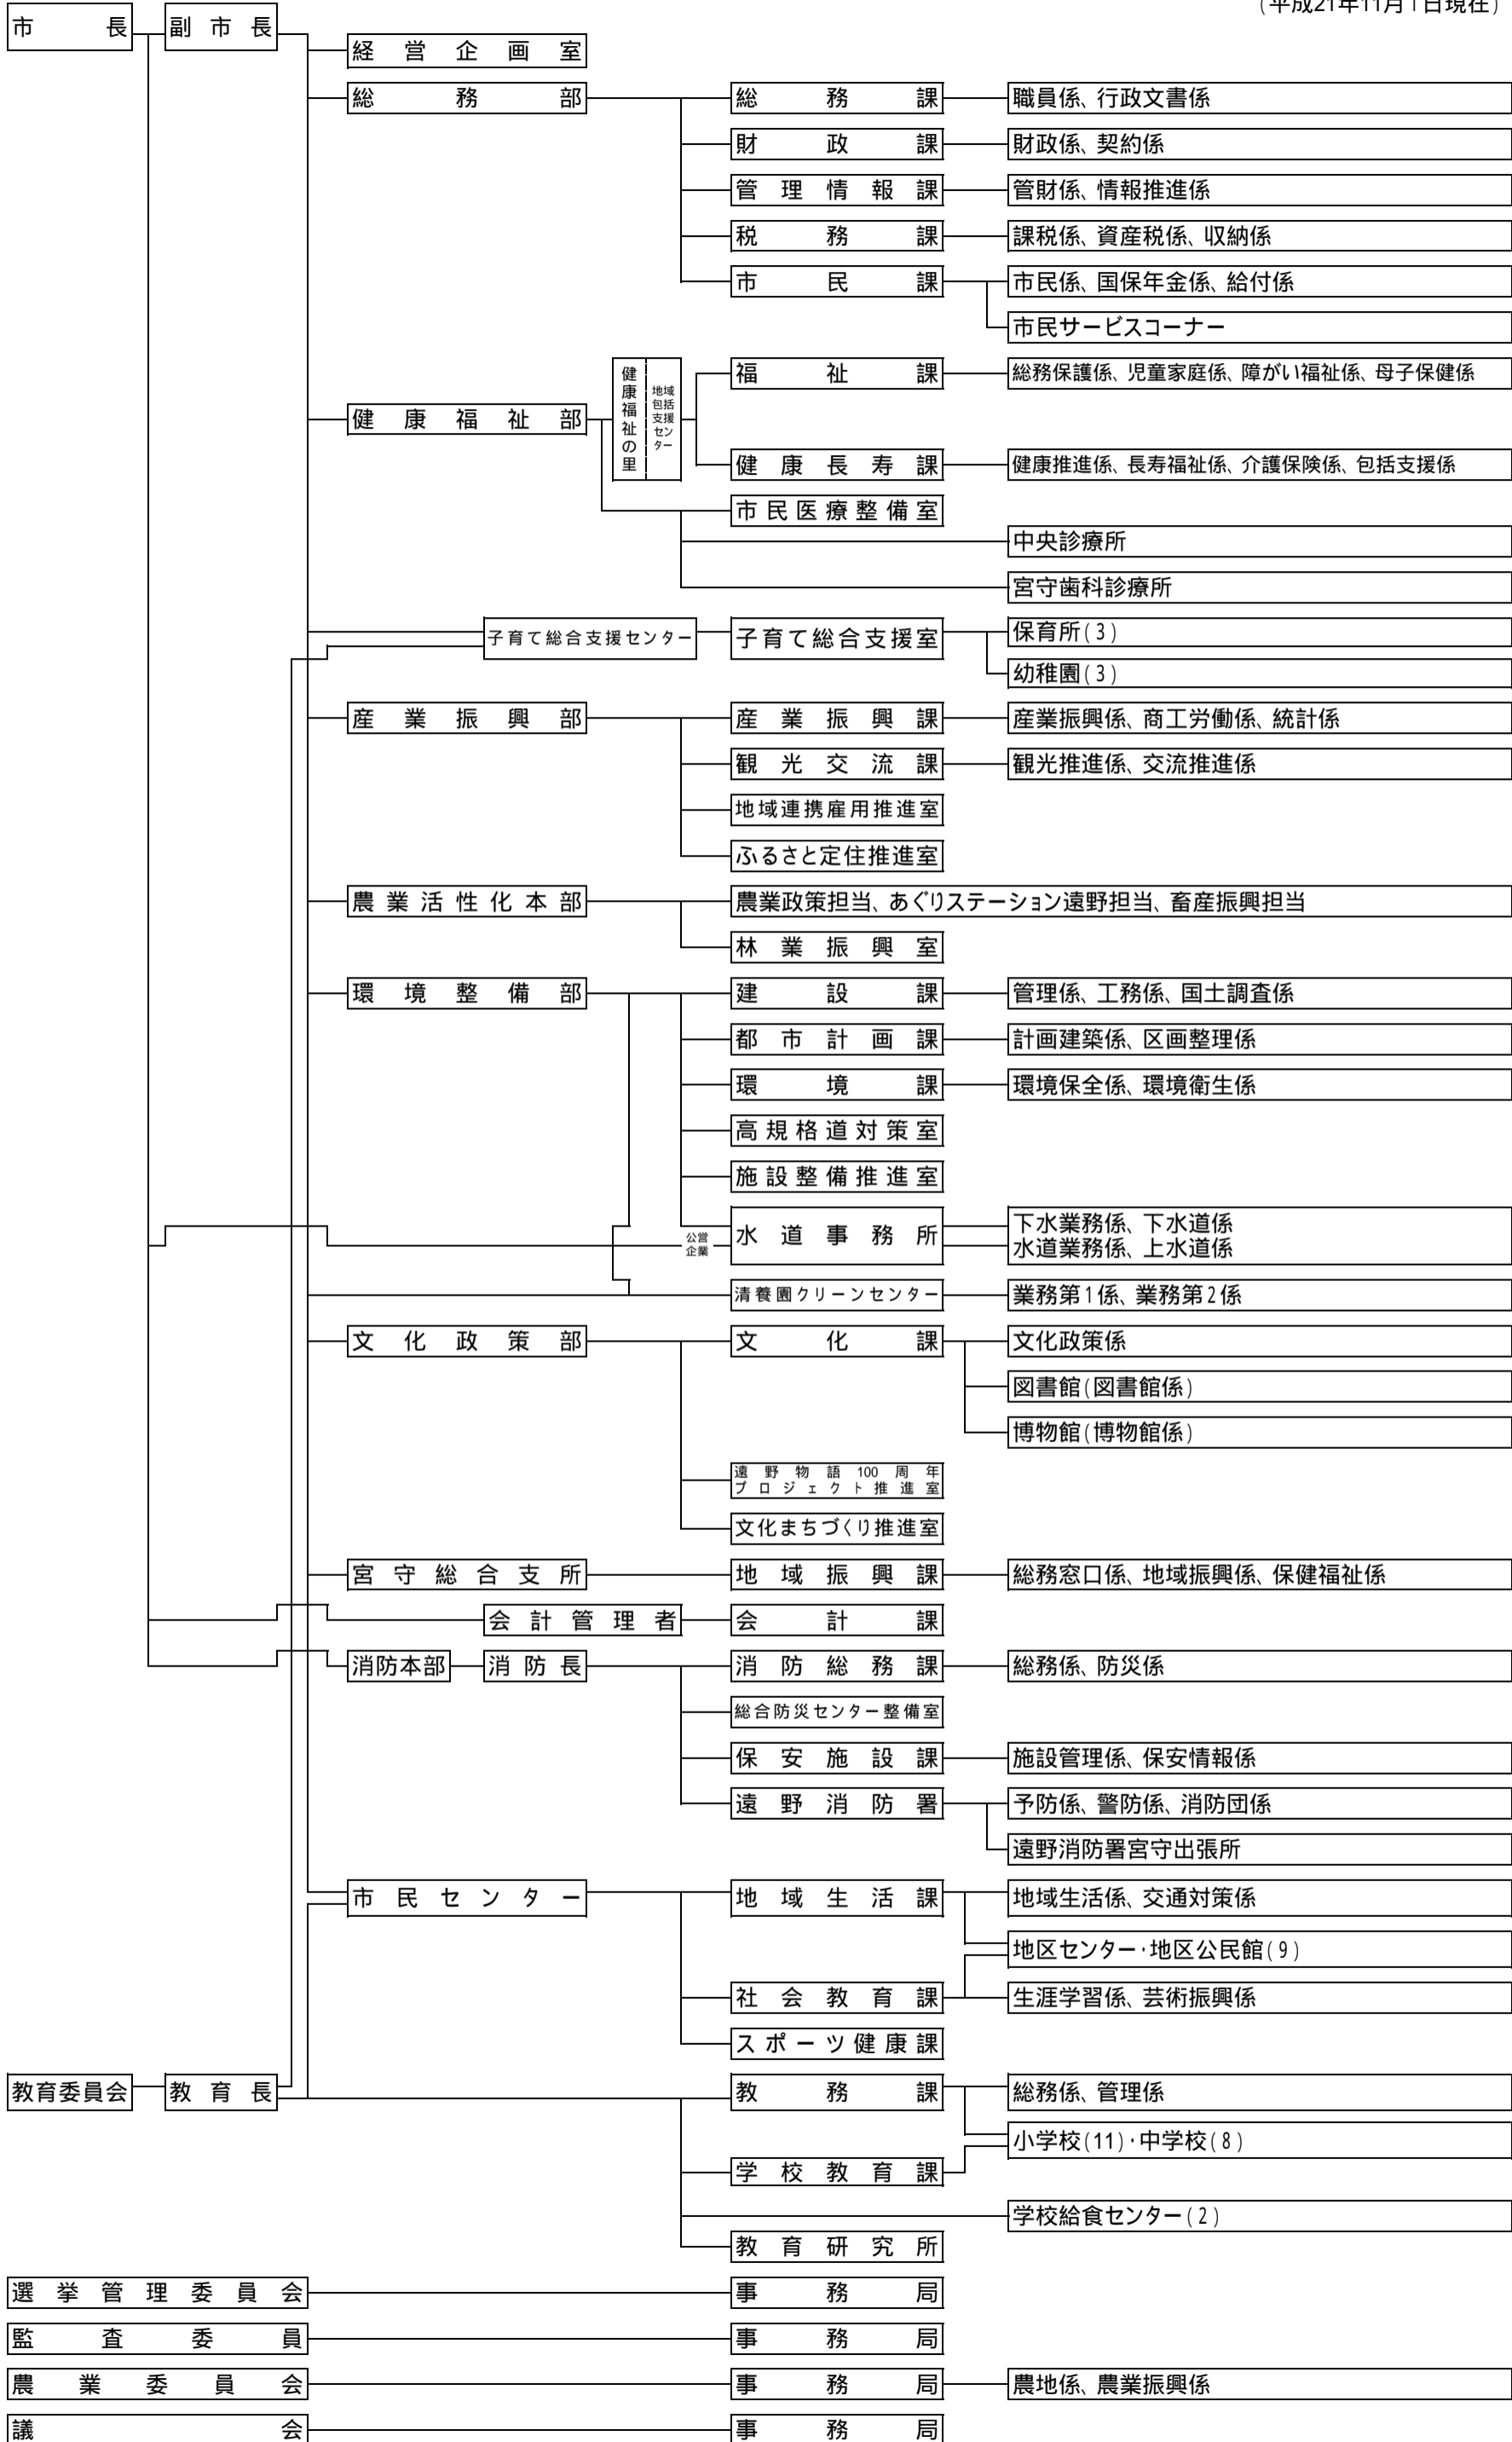 (平成21年11月1日現在)
市長 副市長
経営企画室
総務部 総務課 職員係、行政文書係
財政課 財政係、契約係
管理情報課 管財係、情報推進係
税務課 課税係、資産税係、収納係
市民課 市民係、国保年金係、給付係
市民サービスコーナー
健康福祉部
健康福祉の里
地域
包括
支援
セン
ター
福祉課 総務保護係、児童家庭係、障がい福祉係、母子保健係
健康長寿課 健康推進係、長寿福祉係、介護保険係、包括支援係
市民医療整備室
中央診療所
宮守歯科診療所
子育て総合支援センター 子育て総合支援室 保育所(3)
幼稚園(3)
産業振興部 産業振興課 産業振興係、商工労働係、統計係
観光交流課 観光推進係、交流推進係
地域連携雇用推進室
ふるさと定住推進室
農業活性化本部 農業政策担当、あぐりステーション遠野担当、畜産振興担当
林業振興室
環境整備部 建設課 管理係、工務係、国土調査係
都市計画課 計画建築係、区画整理係
環境課 環境保全係、環境衛生係
高規格道対策室
施設整備推進室
公営
企業
水道事務所 下水業務係、下水道係
水道業務係、上水道係
清養園クリーンセンター 業務第1係、業務第2係
文化政策部 文化課 文化政策係
図書館(図書館係)
博物館(博物館係)
遠野物語100周年
プロジェクト推進室
文化まちづくり推進室
宮守総合支所 地域振興課 総務窓口係、地域振興係、保健福祉係
会計管理者 会計課
消防本部 消防長 消防総務課 総務係、防災係
総合防災センター整備室
保安施設課 施設管理係、保安情報係
遠野消防署 予防係、警防係、消防団係
遠野消防署宮守出張所
市民センター 地域生活課 地域生活係、交通対策係
地区センター・地区公民館(9)
社会教育課 生涯学習係、芸術振興係
スポーツ健康課
教育委員会 教育長 教務課 総務係、管理係
小学校(11)・中学校(8)
学校教育課
学校給食センター(2)
教育研究所
選挙管理委員会 事務局
監査委員 事務局
農業委員会 事務局 農地係、農業振興係
議会 事務局